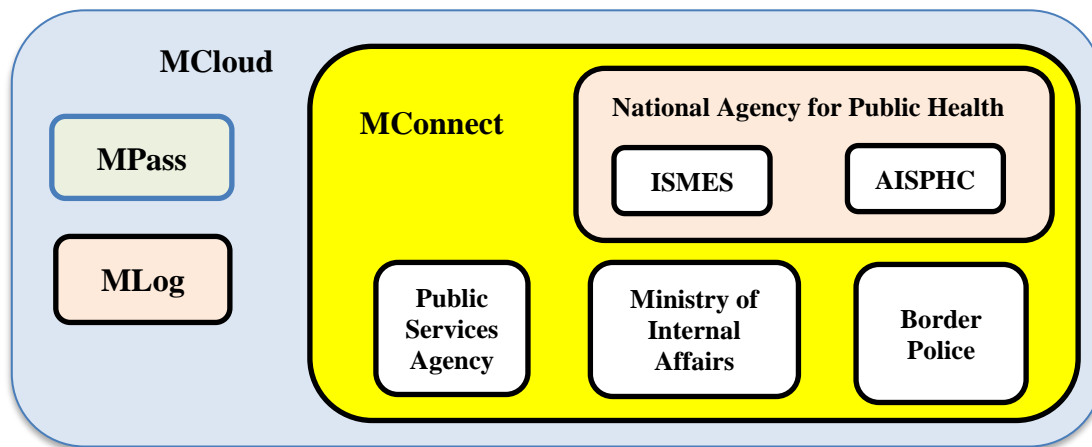 MCloud
MPass
MLog
MConnect
National Agency for Public Health
ISMES
AISPHC
Public
Services
Agency
Ministry of
Internal
Affairs
Border
Police